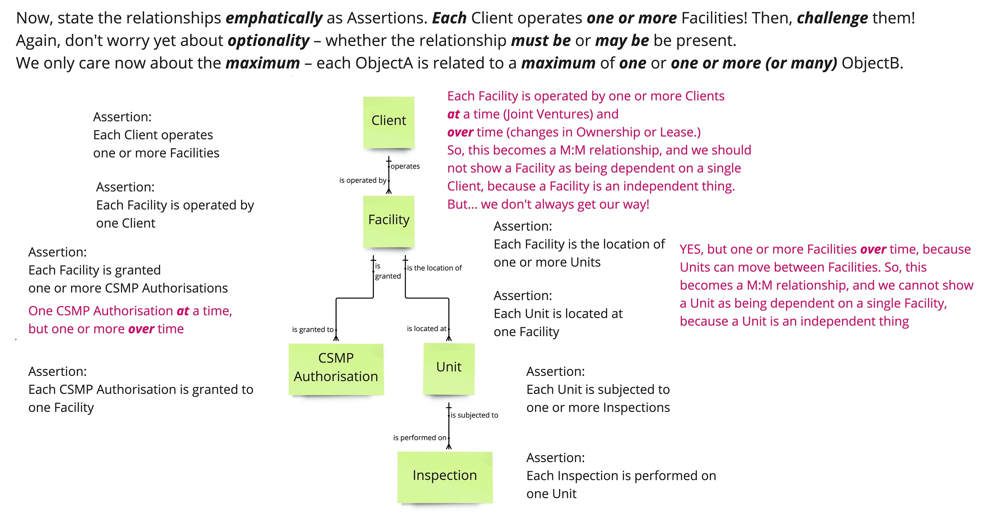 Now, state the relationships emphatically as Assertions. Each Client operates one or more Facilities! Then, challenge them!
Again, don't worry yet about optionality – whether the relationship must be or may be be present.
We only care now about the maximum – each ObjectA is related to a maximum of one or one or more (or many) ObjectB.
Assertion:
Each Client operates
one or more Facilities
Assertion:
Each Facility is operated by
one Client
Client
operates
is operated by
Facility
Each Facility is operated by one or more Clients
at a time (Joint Ventures) and
over time (changes in Ownership or Lease.)
So, this becomes a M:M relationship, and we should
not show a Facility as being dependent on a single
Client, because a Facility is an independent thing.
But... we don't always get our way!
Assertion:
Each Facility is granted
one or more CSMP Authorisations
One CSMP Authorisation at a time,
but one or more over time
Assertion:
Each CSMP Authorisation is granted to
one Facility
is
granted
is granted to
CSMP
Authorisation
is the location of
is located at
Unit
Assertion:
Each Facility is the location of
one or more Units
Assertion:
Each Unit is located at
one Facility
YES, but one or more Facilities over time, because
Units can move between Facilities. So, this
becomes a M:M relationship, and we cannot show
a Unit as being dependent on a single Facility,
because a Unit is an independent thing
is subjected to
is performed on
Inspection
Assertion:
Each Unit is subjected to
one or more Inspections
Assertion:
Each Inspection is performed on
one Unit